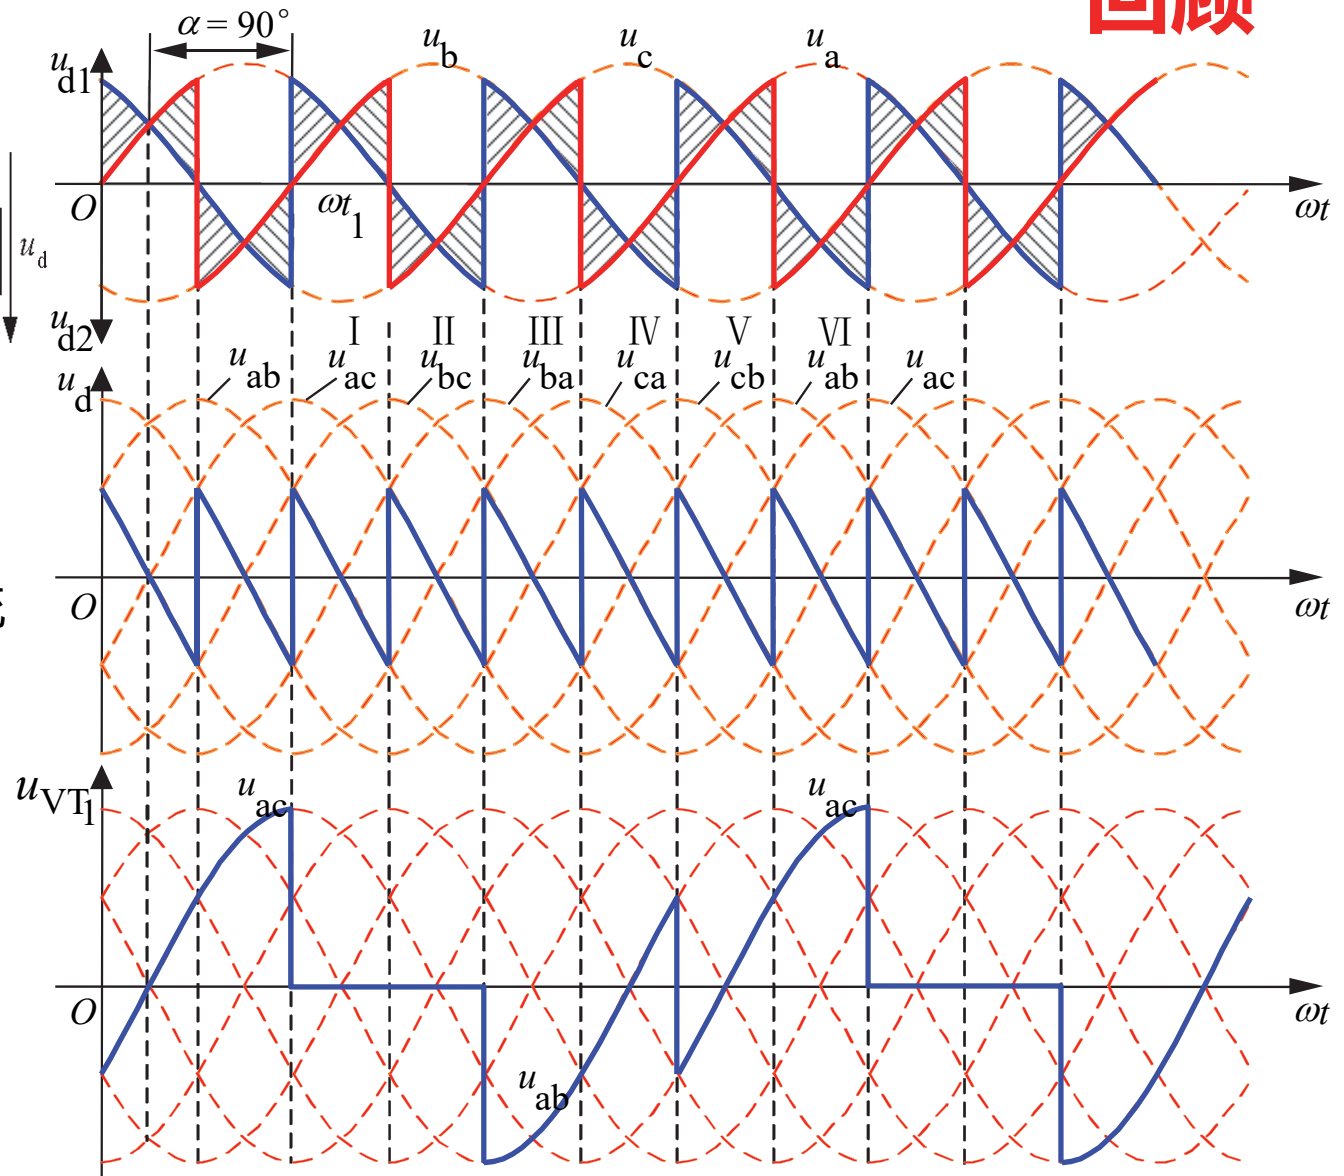 回顾
α = 90°
u_d1
u_b
u_c
u_a
O
ωt_1
ωt
u_d
u_d2
I II III IV V VI
u_d
u_ab
u_ac
u_bc
u_ba
u_ca
u_cb
u_ab
u_ac
O
ωt
u_VT1
u_ac
u_ac
O
ωt
u_ab